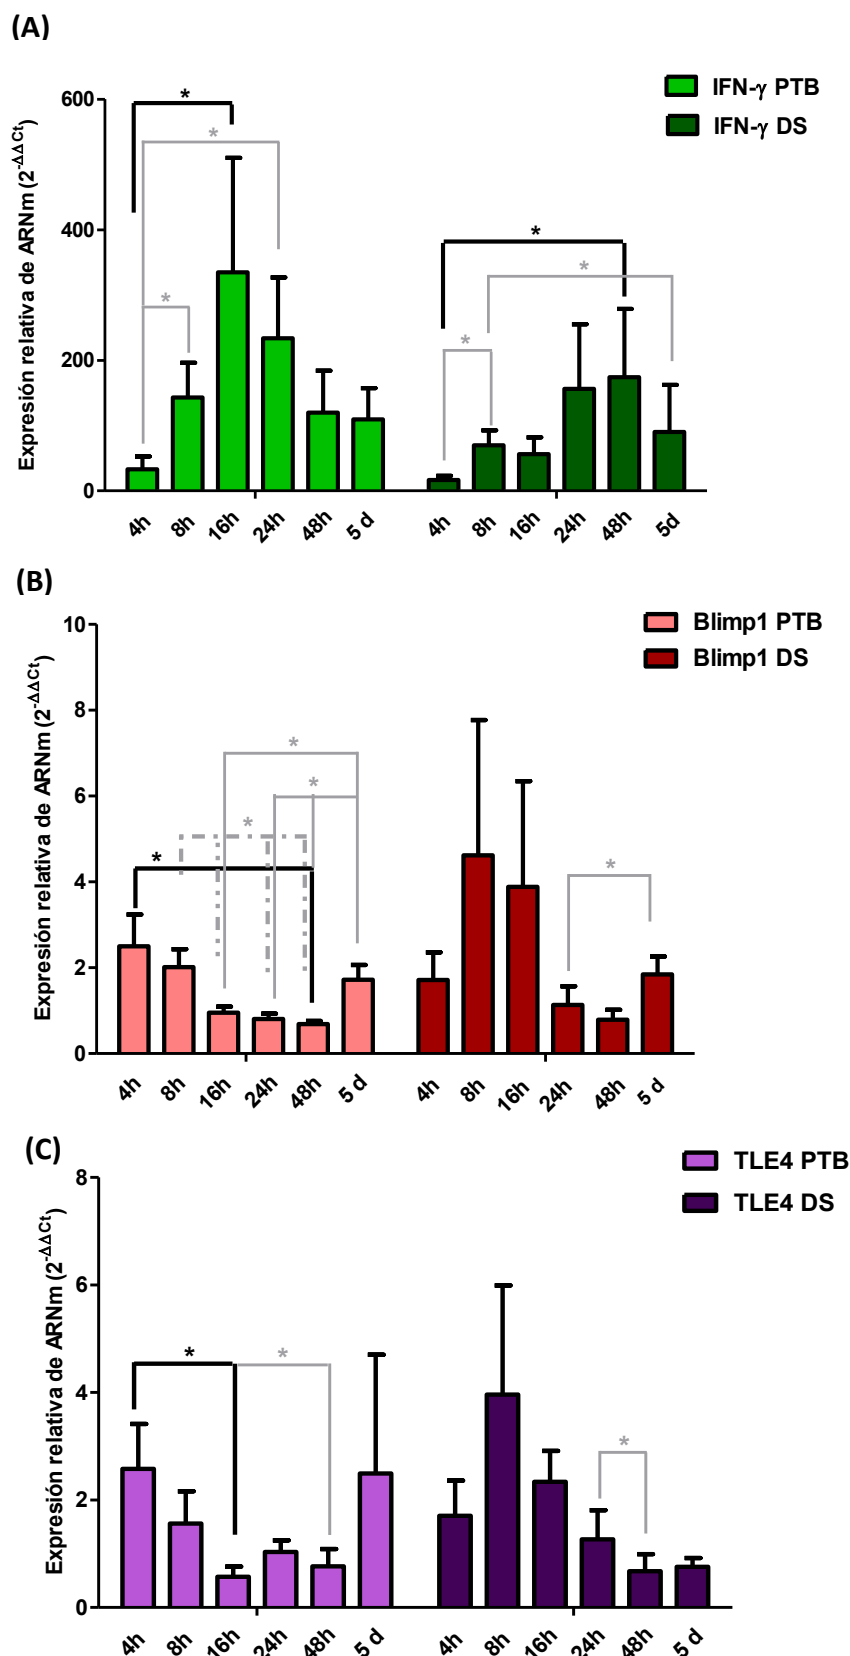 (A)
IFN-γ PTB
IFN-γ DS
Expresión relativa de ARNm (2^-ΔΔCt)
600
400
200
0
* * * * * *
4h 8h 16h 24h 48h 5 d 4h 8h 16h 24h 48h 5d
(B)
Blimp1 PTB
Blimp1 DS
Expresión relativa de ARNm (2^-ΔΔCt)
10
8
6
4
2
0
* * * * *
4h 8h 16h 24h 48h 5 d 4h 8h 16h 24h 48h 5 d
(C)
TLE4 PTB
TLE4 DS
Expresión relativa de ARNm (2^-ΔΔCt)
8
6
4
2
0
* * *
4h 8h 16h 24h 48h 5 d 4h 8h 16h 24h 48h 5 d